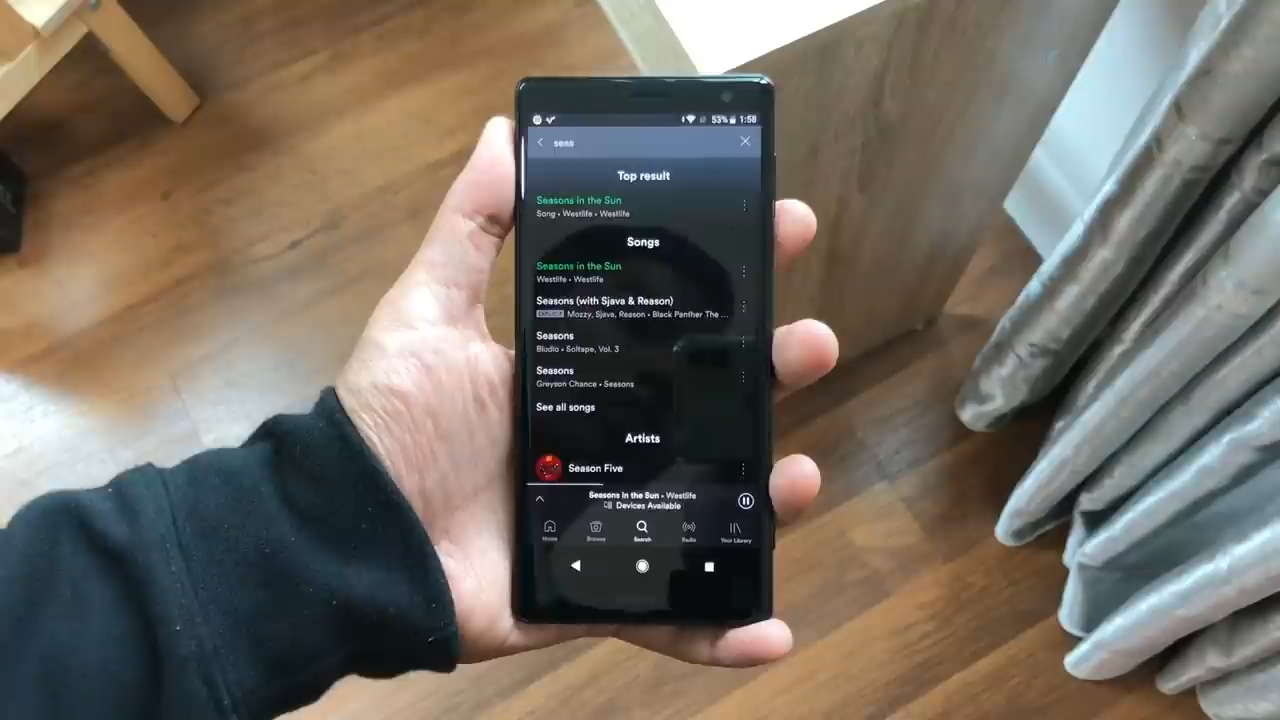 53% 1:58
sens
Top result
Seasons in the Sun
Song • Westlife • Westlife
Songs
Seasons in the Sun
Westlife • Westlife
Seasons (with Sjava & Reason)
EXPLICIT Mozzy, Sjava, Reason • Black Panther The ...
Seasons
Bludio • Soltape, Vol. 3
Seasons
Greyson Chance • Seasons
See all songs
Artists
Season Five
Seasons in the Sun • Westlife
Devices Available
Home Browse Search Radio Your Library